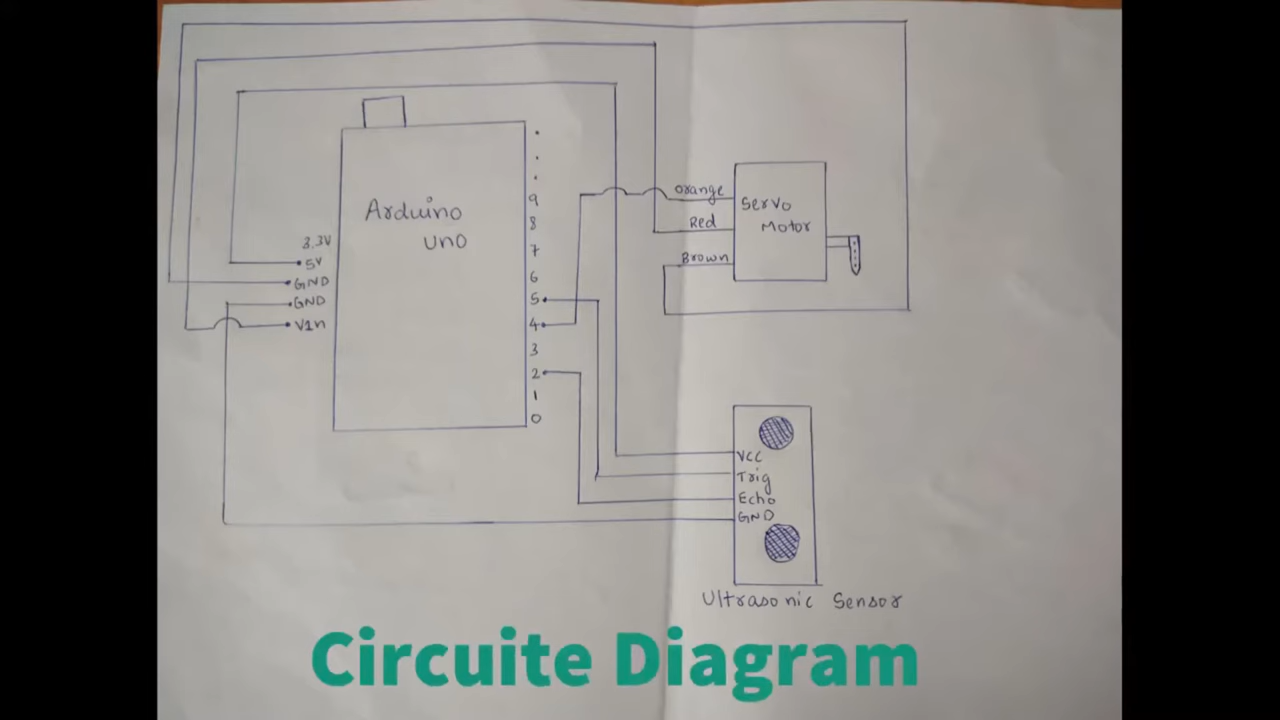 Arduino
uno
3.3V
5V
GND
GND
V1n
9
8
7
6
5
4
3
2
1
0
Orange
Red
Brown
Servo
Motor
Vcc
Trig
Echo
GND
Ultrasonic Sensor
Circuite Diagram